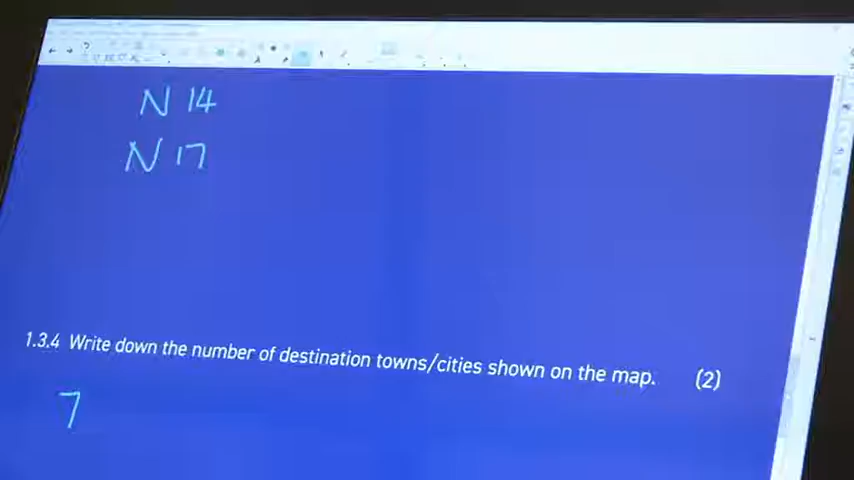 N 14
N 17
1.3.4 Write down the number of destination towns/cities shown on the map. (2)
7